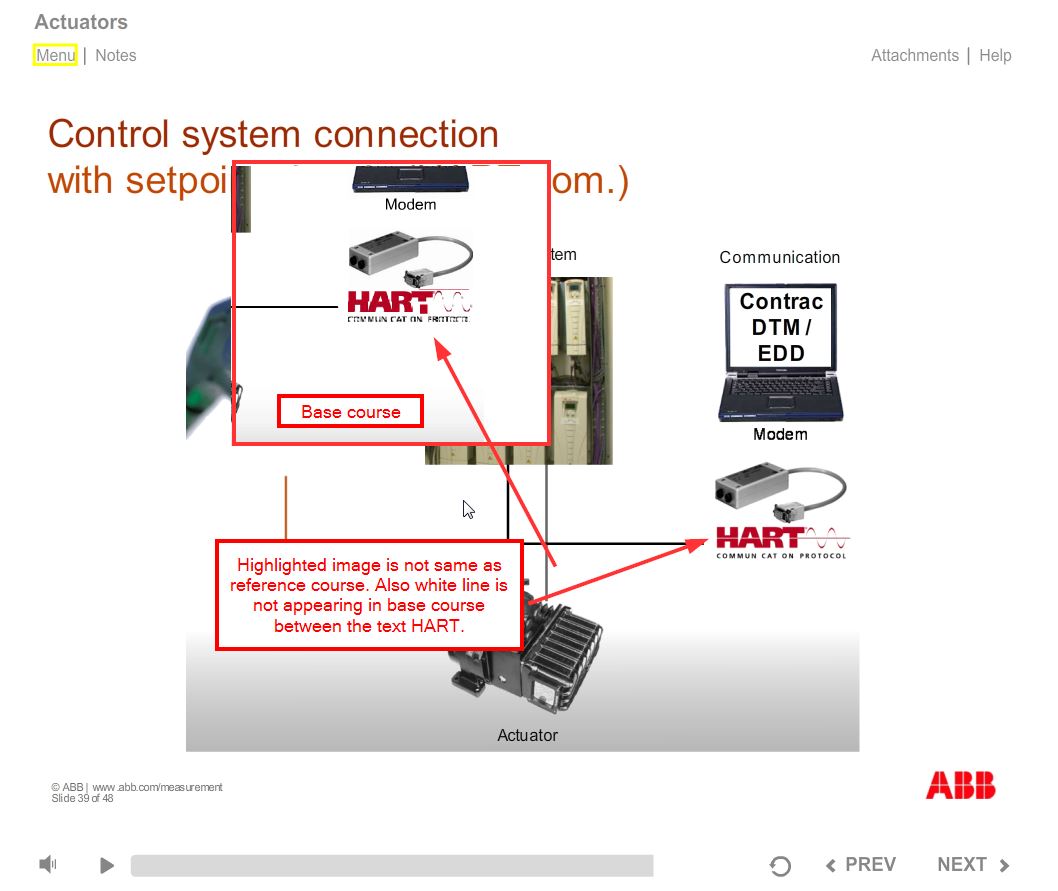 Actuators
Menu | Notes
Attachments | Help
Control system connection
with setpoi
om.)
Modem
HART
COMMUN CAT ON PROTOCOL
Base course
tem
Communication
Contrac
DTM /
EDD
Modem
HART
COMMUN CAT ON PROTOCOL
Highlighted image is not same as
reference course. Also white line is
not appearing in base course
between the text HART.
Actuator
© ABB | www.abb.com/measurement
Slide 39 of 48
ABB
PREV
NEXT